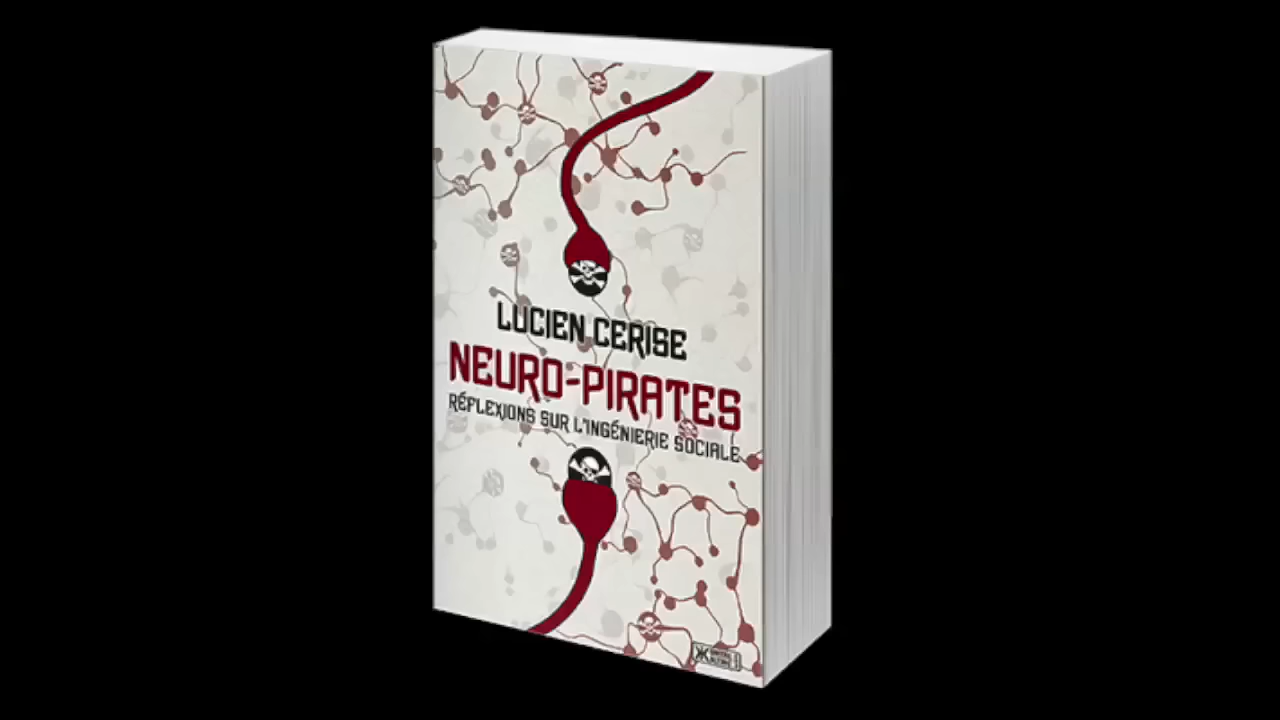 LUCIEN CERISE
NEURO-PIRATES
RÉFLEXIONS SUR L'INGÉNIERIE SOCIALE